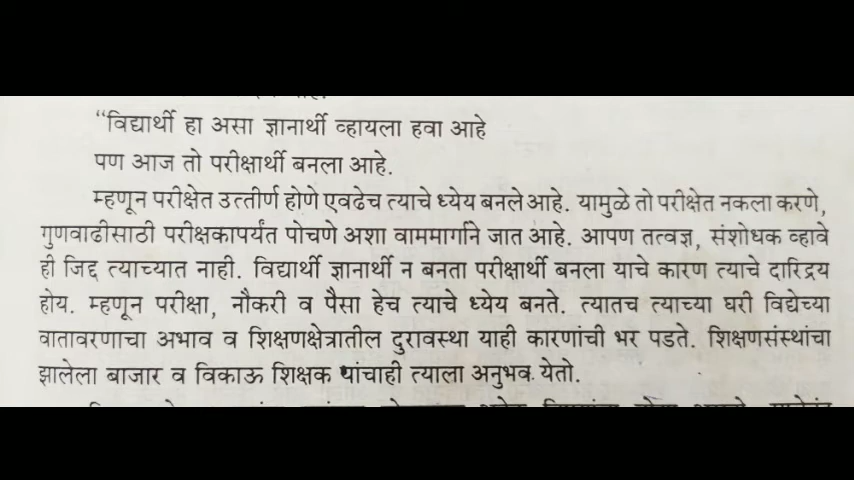 “विद्यार्थी हा असा ज्ञानार्थी व्हायला हवा आहे
पण आज तो परीक्षार्थी बनला आहे.
म्हणून परीक्षेत उत्तीर्ण होणे एवढेच त्याचे ध्येय बनले आहे. यामुळे तो परीक्षेत नकला करणे,
गुणवाढीसाठी परीक्षकापर्यंत पोचणे अशा वाममार्गाने जात आहे. आपण तत्वज्ञ, संशोधक व्हावे
ही जिद्द त्याच्यात नाही. विद्यार्थी ज्ञानार्थी न बनता परीक्षार्थी बनला याचे कारण त्याचे दारिद्रय
होय. म्हणून परीक्षा, नौकरी व पैसा हेच त्याचे ध्येय बनते. त्यातच त्याच्या घरी विद्येच्या
वातावरणाचा अभाव व शिक्षणक्षेत्रातील दुरावस्था याही कारणांची भर पडते. शिक्षणसंस्थांचा
झालेला बाजार व विकाऊ शिक्षक यांचाही त्याला अनुभव येतो.